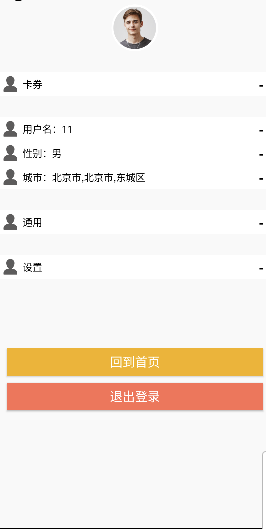 卡券 -
用户名：11 -
性别：男 -
城市：北京市,北京市,东城区 -
通用 -
设置 -
回到首页
退出登录